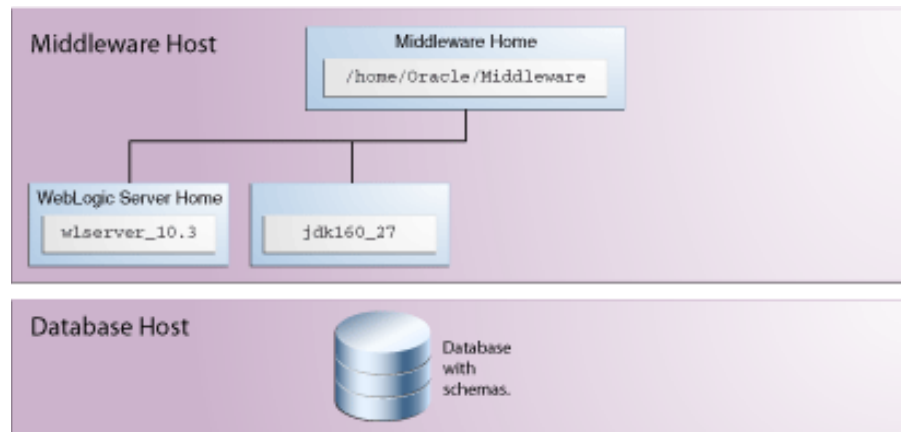 Middleware Host
Middleware Home
/home/Oracle/Middleware
WebLogic Server Home
wlserver_10.3
jdk160_27
Database Host
Database
with
schemas.